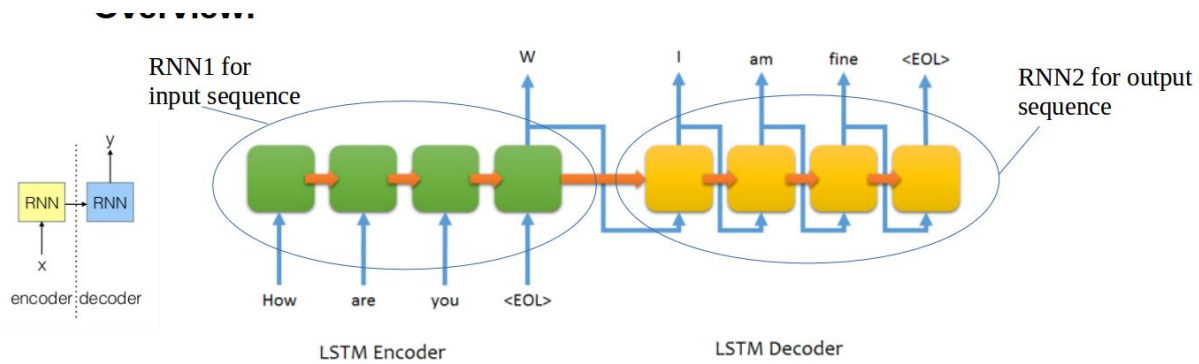 Overview:
RNN1 for
input sequence
W
I
am
fine
<EOL>
RNN2 for output
sequence
y
RNN
RNN
x
encoder
decoder
How
are
you
<EOL>
LSTM Encoder
LSTM Decoder